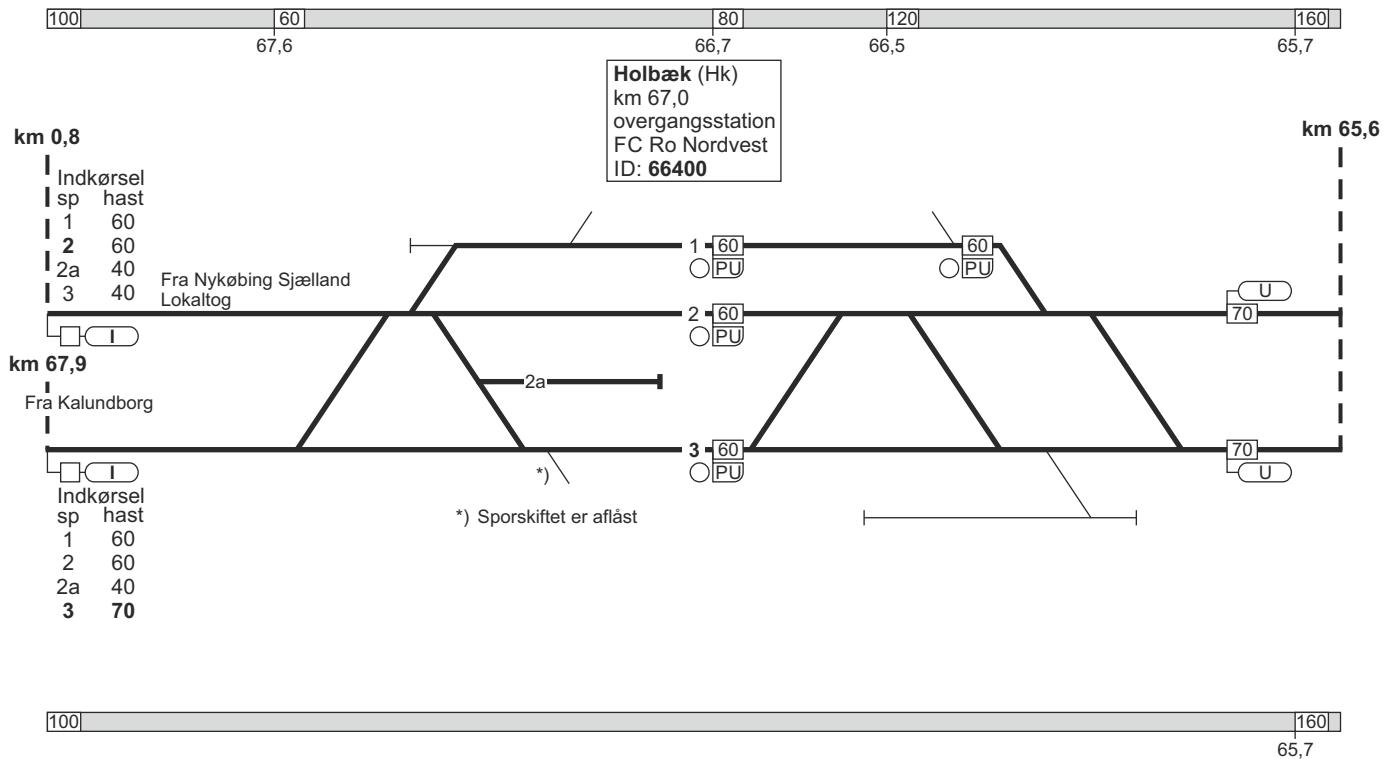 100 60 80 120 160
67,6 66,7 66,5 65,7
Holbæk (Hk)
km 67,0
overgangsstation
FC Ro Nordvest
ID: 66400
km 0,8
km 65,6
Indkørsel
sp hast
1 60
2 60
2a 40
3 40
Fra Nykøbing Sjælland
Lokaltog
1 60 60
PU PU
U
2 60 70
I PU
km 67,9
2a
Fra Kalundborg
3 60 70
I *) PU U
Indkørsel
sp hast
1 60
2 60
2a 40
3 70
*) Sporskiftet er aflåst
100 160
65,7